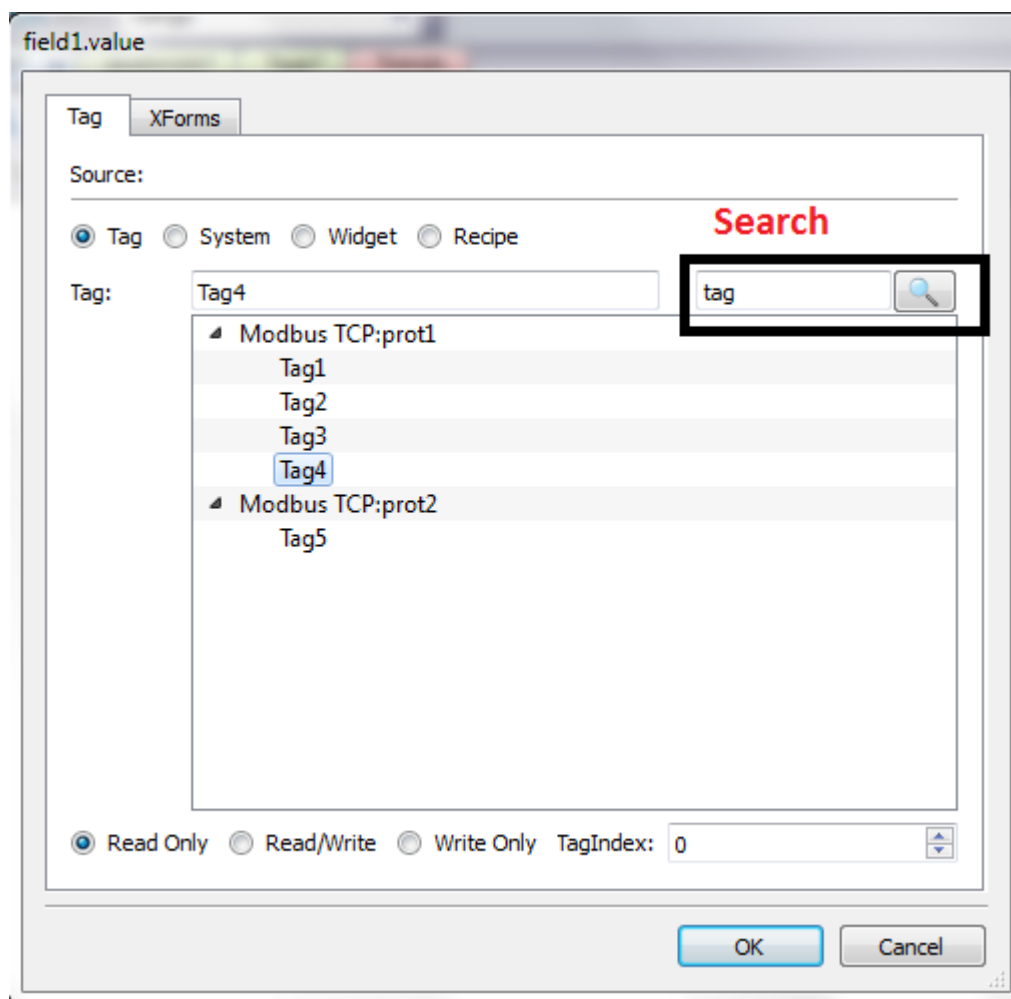 field1.value
Tag XForms
Source:
Tag System Widget Recipe
Search
Tag: Tag4 tag
Modbus TCP:prot1
Tag1
Tag2
Tag3
Tag4
Modbus TCP:prot2
Tag5
Read Only Read/Write Write Only TagIndex: 0
OK Cancel